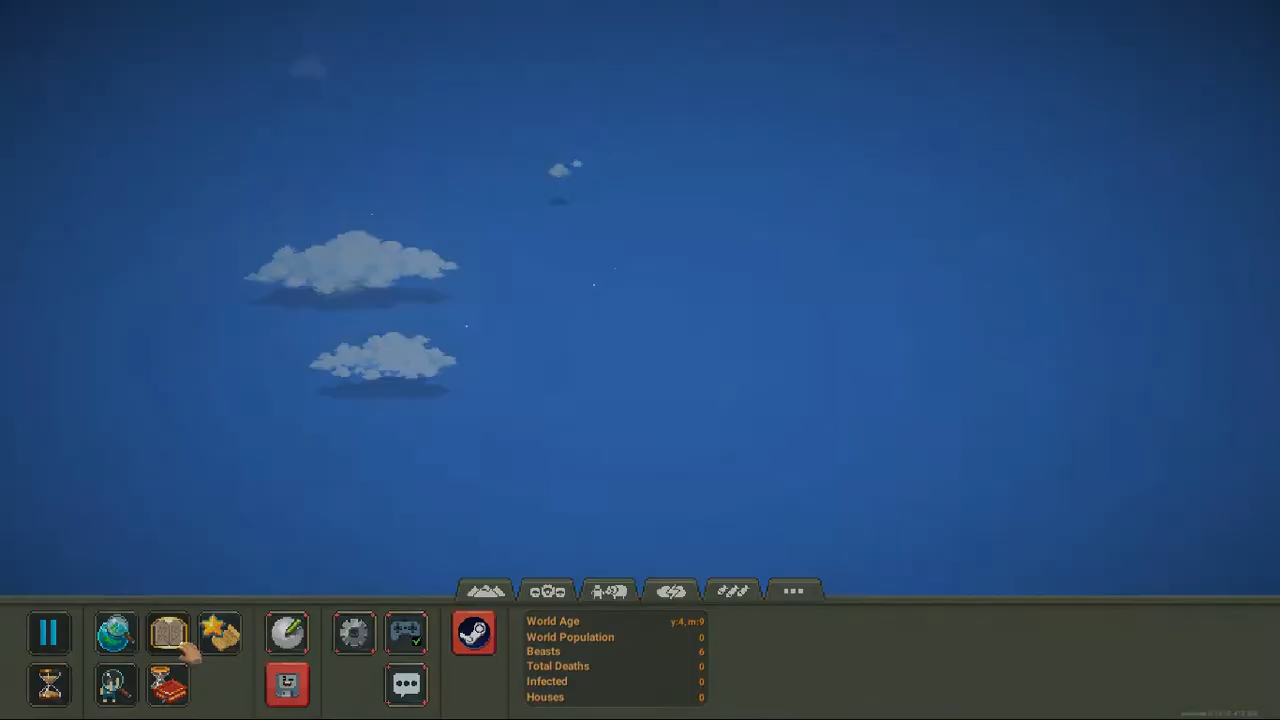 World Age y:4, m:9
World Population 0
Beasts 6
Total Deaths 0
Infected 0
Houses 0